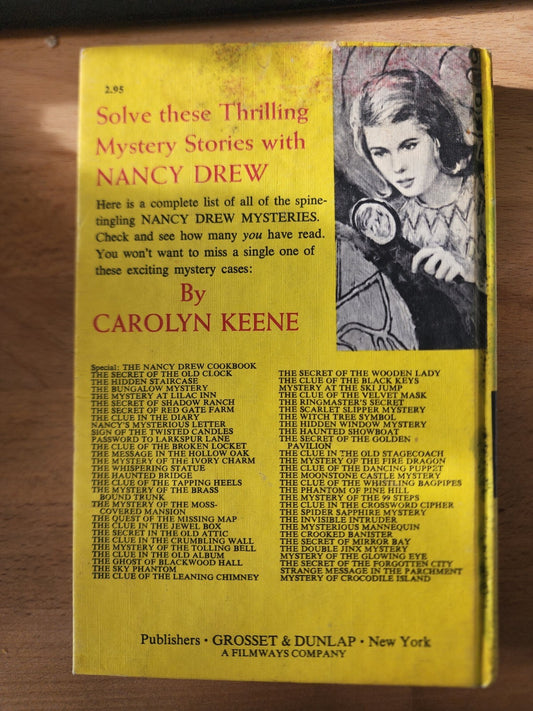 2.95
Solve these Thrilling
Mystery Stories with
NANCY DREW
Here is a complete list of all of the spine-
tingling NANCY DREW MYSTERIES.
Check and see how many you have read.
You won't want to miss a single one of
these exciting mystery cases:
By
CAROLYN KEENE
Special: THE NANCY DREW COOKBOOK
THE SECRET OF THE OLD CLOCK
THE HIDDEN STAIRCASE
THE BUNGALOW MYSTERY
THE MYSTERY AT LILAC INN
THE SECRET OF SHADOW RANCH
THE SECRET OF RED GATE FARM
THE CLUE IN THE DIARY
NANCY'S MYSTERIOUS LETTER
SIGN OF THE TWISTED CANDLES
PASSWORD TO LARKSPUR LANE
THE CLUE OF THE BROKEN LOCKET
THE MESSAGE IN THE HOLLOW OAK
THE MYSTERY OF THE IVORY CHARM
THE WHISPERING STATUE
THE HAUNTED BRIDGE
THE CLUE OF THE TAPPING HEELS
THE MYSTERY OF THE BRASS
BOUND TRUNK
THE MYSTERY OF THE MOSS-
COVERED MANSION
THE QUEST OF THE MISSING MAP
THE CLUE IN THE JEWEL BOX
THE SECRET IN THE OLD ATTIC
THE CLUE IN THE CRUMBLING WALL
THE MYSTERY OF THE TOLLING BELL
THE CLUE IN THE OLD ALBUM
THE GHOST OF BLACKWOOD HALL
THE SKY PHANTOM
THE CLUE OF THE LEANING CHIMNEY
THE SECRET OF THE WOODEN LADY
THE CLUE OF THE BLACK KEYS
MYSTERY AT THE SKI JUMP
THE CLUE OF THE VELVET MASK
THE RINGMASTER'S SECRET
THE SCARLET SLIPPER MYSTERY
THE WITCH TREE SYMBOL
THE HIDDEN WINDOW MYSTERY
THE HAUNTED SHOWBOAT
THE SECRET OF THE GOLDEN
PAVILION
THE CLUE IN THE OLD STAGECOACH
THE MYSTERY OF THE FIRE DRAGON
THE CLUE OF THE DANCING PUPPET
THE MOONSTONE CASTLE MYSTERY
THE CLUE OF THE WHISTLING BAGPIPES
THE PHANTOM OF PINE HILL
THE MYSTERY OF THE 99 STEPS
THE CLUE IN THE CROSSWORD CIPHER
THE SPIDER SAPPHIRE MYSTERY
THE INVISIBLE INTRUDER
THE MYSTERIOUS MANNEQUIN
THE CROOKED BANISTER
THE SECRET OF MIRROR BAY
THE DOUBLE JINX MYSTERY
MYSTERY OF THE GLOWING EYE
THE SECRET OF THE FORGOTTEN CITY
STRANGE MESSAGE IN THE PARCHMENT
MYSTERY OF CROCODILE ISLAND
Publishers · GROSSET & DUNLAP · New York
A FILMWAYS COMPANY